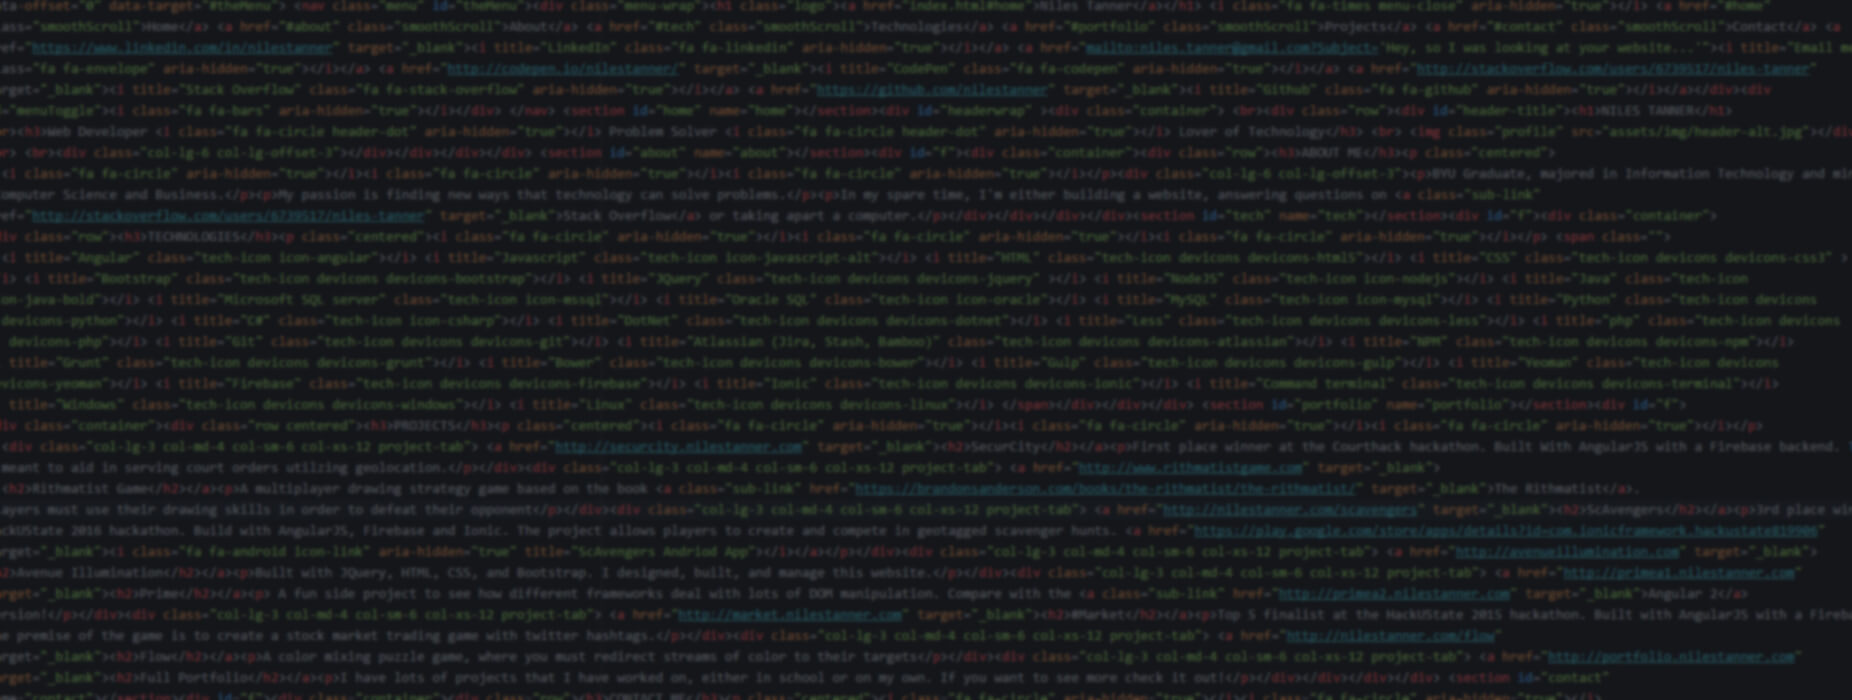 ta-offset="0" data-target="#theMenu"> <nav class="menu" id="theMenu"><div class="menu-wrap"><h1 class="logo"><a href="index.html#home">Niles Tanner</a></h1> <i class="fa fa-times menu-close" aria-hidden="true"></i> <a href="#home"
ass="smoothScroll">Home</a> <a href="#about" class="smoothScroll">About</a> <a href="#tech" class="smoothScroll">Technologies</a> <a href="#portfolio" class="smoothScroll">Projects</a> <a href="#contact" class="smoothScroll">Contact</a> <a
ref="https://www.linkedin.com/in/nilestanner" target="_blank"><i title="LinkedIn" class="fa fa-linkedin" aria-hidden="true"></i></a> <a href="mailto:niles.tanner@gmail.com?Subject='Hey, so I was looking at your website...'"><i title="Email me
ass="fa fa-envelope" aria-hidden="true"></i></a> <a href="http://codepen.io/nilestanner/" target="_blank"><i title="CodePen" class="fa fa-codepen" aria-hidden="true"></i></a> <a href="http://stackoverflow.com/users/6739517/niles-tanner"
rget="_blank"><i title="Stack Overflow" class="fa fa-stack-overflow" aria-hidden="true"></i></a> <a href="https://github.com/nilestanner" target="_blank"><i title="Github" class="fa fa-github" aria-hidden="true"></i></a></div><div
="menuToggle"><i class="fa fa-bars" aria-hidden="true"></i></div> </nav> <section id="home" name="home"></section><div id="headerwrap" ><div class="container"> <br><div class="row"><div id="header-title"><h1>NILES TANNER</h1>
br><h3>Web Developer <i class="fa fa-circle header-dot" aria-hidden="true"></i> Problem Solver <i class="fa fa-circle header-dot" aria-hidden="true"></i> Lover of Technology</h3> <br> <img class="profile" src="assets/img/header-alt.jpg"></div
r> <br><div class="col-lg-6 col-lg-offset-3"></div></div></div></div> <section id="about" name="about"></section><div id="f"><div class="container"><div class="row"><h3>ABOUT ME</h3><p class="centered">
<i class="fa fa-circle" aria-hidden="true"></i><i class="fa fa-circle" aria-hidden="true"></i><i class="fa fa-circle" aria-hidden="true"></i></p><div class="col-lg-6 col-lg-offset-3"><p>BYU Graduate, majored in Information Technology and min
omputer Science and Business.</p><p>My passion is finding new ways that technology can solve problems.</p><p>In my spare time, I'm either building a website, answering questions on <a class="sub-link"
ref="http://stackoverflow.com/users/6739517/niles-tanner" target="_blank">Stack Overflow</a> or taking apart a computer.</p></div></div></div></div><section id="tech" name="tech"></section><div id="f"><div class="container">
iv class="row"><h3>TECHNOLOGIES</h3><p class="centered"><i class="fa fa-circle" aria-hidden="true"></i><i class="fa fa-circle" aria-hidden="true"></i><i class="fa fa-circle" aria-hidden="true"></i></p> <span class="">
<i title="Angular" class="tech-icon icon-angular"></i> <i title="Javascript" class="tech-icon icon-javascript-alt"></i> <i title="HTML" class="tech-icon devicons devicons-html5"></i> <i title="CSS" class="tech-icon devicons devicons-css3" >
i> <i title="Bootstrap" class="tech-icon devicons devicons-bootstrap"></i> <i title="JQuery" class="tech-icon devicons devicons-jquery" ></i> <i title="NodeJS" class="tech-icon icon-nodejs"></i> <i title="Java" class="tech-icon
on-java-bold"></i> <i title="Microsoft SQL server" class="tech-icon icon-mssql"></i> <i title="Oracle SQL" class="tech-icon icon-oracle"></i> <i title="MySQL" class="tech-icon icon-mysql"></i> <i title="Python" class="tech-icon devicons
devicons-python"></i> <i title="C#" class="tech-icon icon-csharp"></i> <i title="DotNet" class="tech-icon devicons devicons-dotnet"></i> <i title="Less" class="tech-icon devicons devicons-less"></i> <i title="php" class="tech-icon devicons
devicons-php"></i> <i title="Git" class="tech-icon devicons devicons-git"></i> <i title="Atlassian (Jira, Stash, Bamboo)" class="tech-icon devicons devicons-atlassian"></i> <i title="NPM" class="tech-icon devicons devicons-npm"></i>
title="Grunt" class="tech-icon devicons devicons-grunt"></i> <i title="Bower" class="tech-icon devicons devicons-bower"></i> <i title="Gulp" class="tech-icon devicons devicons-gulp"></i> <i title="Yeoman" class="tech-icon devicons
vicons-yeoman"></i> <i title="Firebase" class="tech-icon devicons devicons-firebase"></i> <i title="Ionic" class="tech-icon devicons devicons-ionic"></i> <i title="Command terminal" class="tech-icon devicons devicons-terminal"></i>
title="Windows" class="tech-icon devicons devicons-windows"></i> <i title="Linux" class="tech-icon devicons devicons-linux"></i> </span></div></div></div> <section id="portfolio" name="portfolio"></section><div id="f">
iv class="container"><div class="row centered"><h3>PROJECTS</h3><p class="centered"><i class="fa fa-circle" aria-hidden="true"></i><i class="fa fa-circle" aria-hidden="true"></i><i class="fa fa-circle" aria-hidden="true"></i></p>
<div class="col-lg-3 col-md-4 col-sm-6 col-xs-12 project-tab"> <a href="http://securcity.nilestanner.com" target="_blank"><h2>SecurCity</h2></a><p>First place winner at the Courthack hackathon. Built With AngularJS with a Firebase backend.
meant to aid in serving court orders utilizing geolocation.</p></div><div class="col-lg-3 col-md-4 col-sm-6 col-xs-12 project-tab"> <a href="http://www.rithmatistgame.com" target="_blank">
<h2>Rithmatist Game</h2></a><p>A multiplayer drawing strategy game based on the book <a class="sub-link" href="https://brandonsanderson.com/books/the-rithmatist/the-rithmatist/" target="_blank">The Rithmatist</a>.
ayers must use their drawing skills in order to defeat their opponent</p></div><div class="col-lg-3 col-md-4 col-sm-6 col-xs-12 project-tab"> <a href="http://nilestanner.com/scavengers" target="_blank"><h2>ScAvengers</h2></a><p>3rd place win
ackUState 2016 hackathon. Build with AngularJS, Firebase and Ionic. The project allows players to create and compete in geotagged scavenger hunts. <a href="https://play.google.com/store/apps/details?id=com.ionicframework.hackustate819906"
rget="_blank"><i class="fa fa-android icon-link" aria-hidden="true" title="ScAvengers Andriod App"></i></a></p></div><div class="col-lg-3 col-md-4 col-sm-6 col-xs-12 project-tab"> <a href="http://avenueillumination.com" target="_blank">
h2>Avenue Illumination</h2></a><p>Built with JQuery, HTML, CSS, and Bootstrap. I designed, built, and manage this website.</p></div><div class="col-lg-3 col-md-4 col-sm-6 col-xs-12 project-tab"> <a href="http://primea1.nilestanner.com"
rget="_blank"><h2>Prime</h2></a><p> A fun side project to see how different frameworks deal with lots of DOM manipulation. Compare with the <a class="sub-link" href="http://primea2.nilestanner.com" target="_blank">Angular 2</a>
rsion!</p></div><div class="col-lg-3 col-md-4 col-sm-6 col-xs-12 project-tab"> <a href="http://market.nilestanner.com" target="_blank"><h2>#Market</h2></a><p>Top 5 finalist at the HackUState 2015 hackathon. Built with AngularJS with a Fireb
e premise of the game is to create a stock market trading game with twitter hashtags.</p></div><div class="col-lg-3 col-md-4 col-sm-6 col-xs-12 project-tab"> <a href="http://nilestanner.com/flow"
rget="_blank"><h2>Flow</h2></a><p>A color mixing puzzle game, where you must redirect streams of color to their targets</p></div><div class="col-lg-3 col-md-4 col-sm-6 col-xs-12 project-tab"> <a href="http://portfolio.nilestanner.com"
rget="_blank"><h2>Full Portfolio</h2></a><p>I have lots of projects that I have worked on, either in school or on my own. If you want to see more check it out!</p></div></div></div></div> <section id="contact"
="contact"></section><div id="f"><div class="container"><div class="row"><h3>CONTACT ME</h3><p class="centered"><i class="fa fa-circle" aria-hidden="true"></i><i class="fa fa-circle" aria-hidden="true"></i>